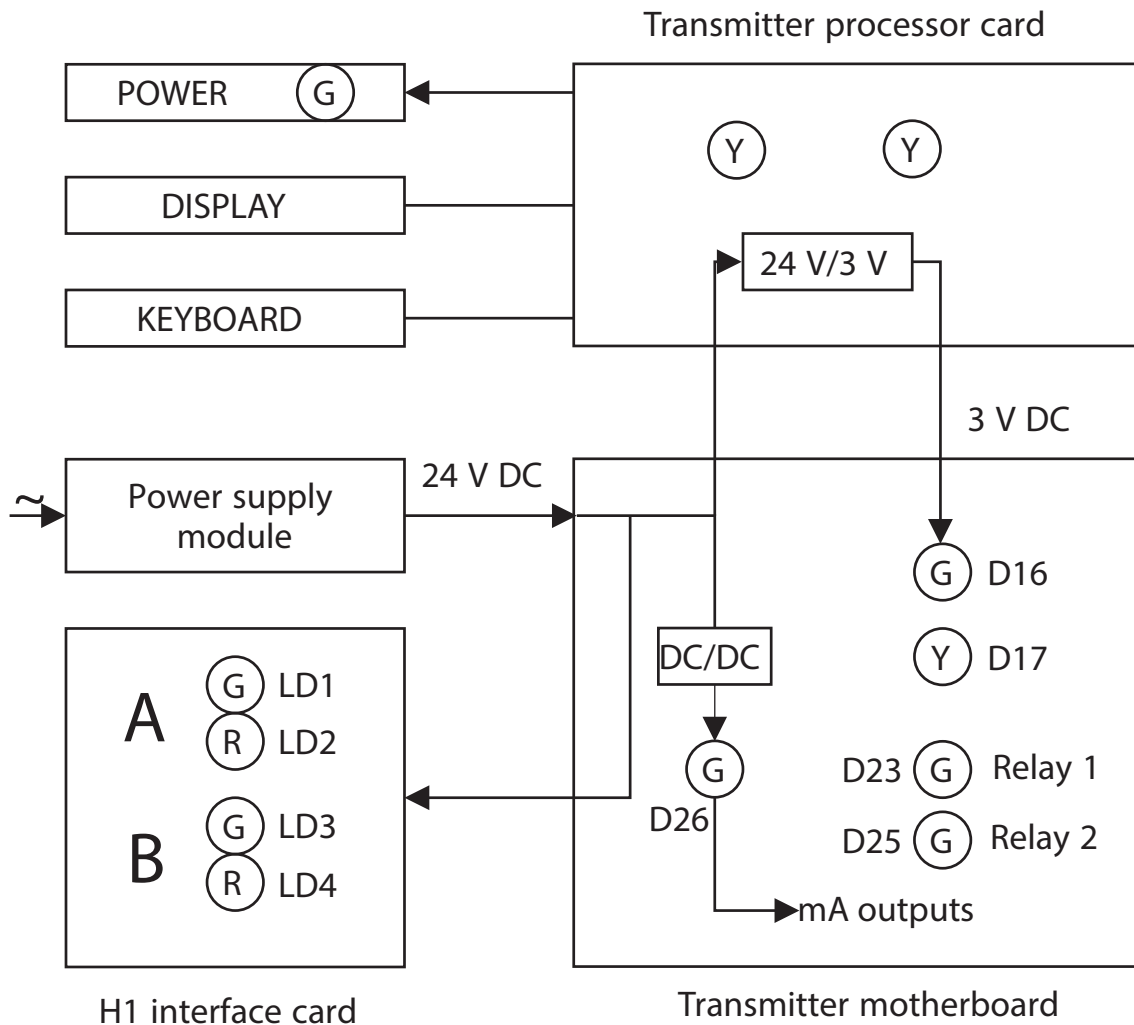 Transmitter processor card
POWER G
Y Y
DISPLAY
24 V/3 V
KEYBOARD
3 V DC
24 V DC
~
Power supply
module
G D16
DC/DC
Y D17
A
G LD1
R LD2
B
G LD3
R LD4
G
D26
D23 G Relay 1
D25 G Relay 2
mA outputs
H1 interface card
Transmitter motherboard